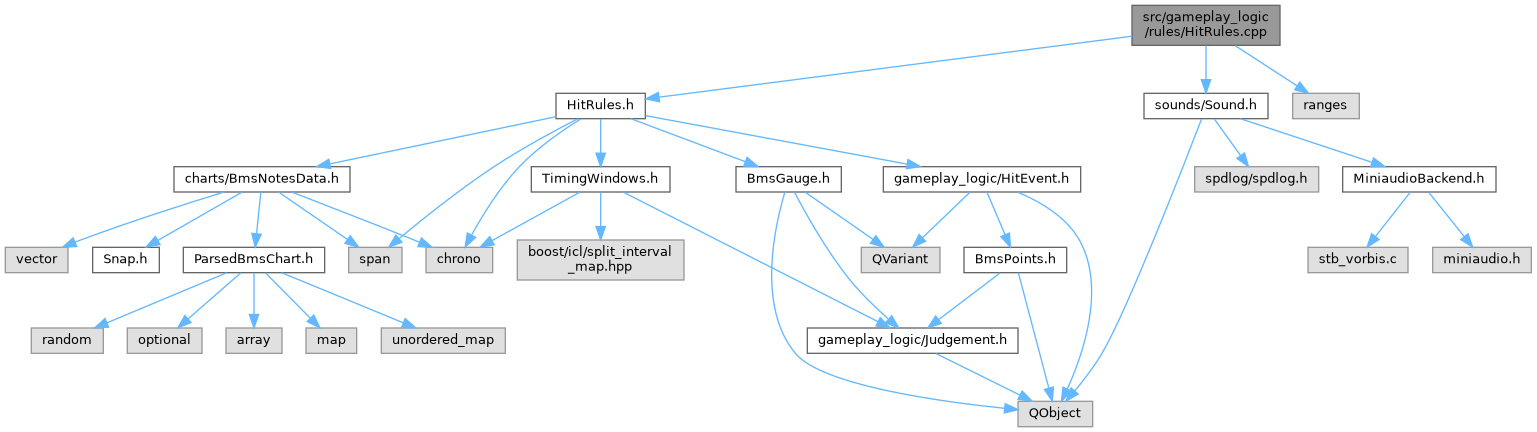 src/gameplay_logic
/rules/HitRules.cpp
HitRules.h
sounds/Sound.h
ranges
charts/BmsNotesData.h
TimingWindows.h
BmsGauge.h
gameplay_logic/HitEvent.h
spdlog/spdlog.h
MiniaudioBackend.h
vector
Snap.h
ParsedBmsChart.h
span
chrono
boost/icl/split_interval
_map.hpp
QVariant
BmsPoints.h
stb_vorbis.c
miniaudio.h
random
optional
array
map
unordered_map
gameplay_logic/Judgement.h
QObject